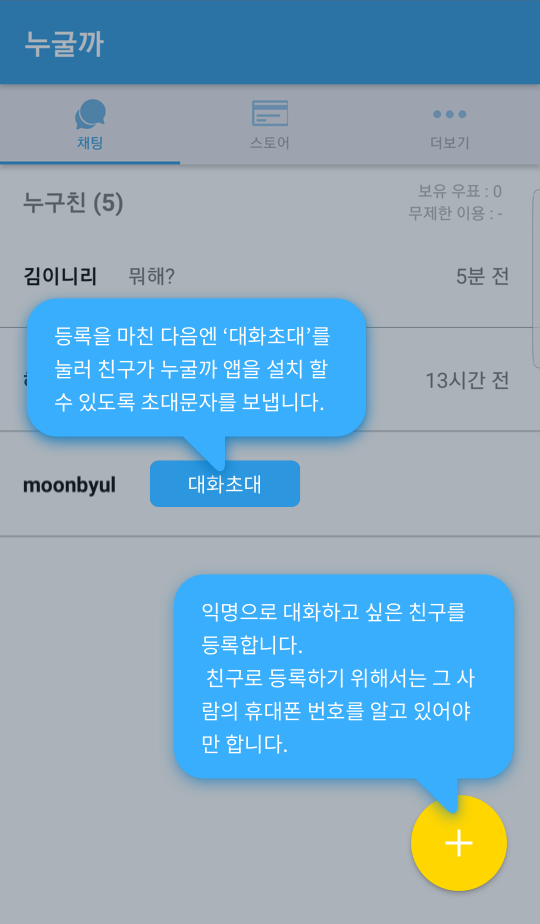 누굴까
채팅
스토어
더보기
누구친 (5)
보유 우표 : 0
무제한 이용 : -
김이니리 뭐해? 5분 전
등록을 마친 다음엔 ‘대화초대’를
눌러 친구가 누굴까 앱을 설치 할
수 있도록 초대문자를 보냅니다.
13시간 전
moonbyul 대화초대
익명으로 대화하고 싶은 친구를
등록합니다.
친구로 등록하기 위해서는 그 사
람의 휴대폰 번호를 알고 있어야
만 합니다.